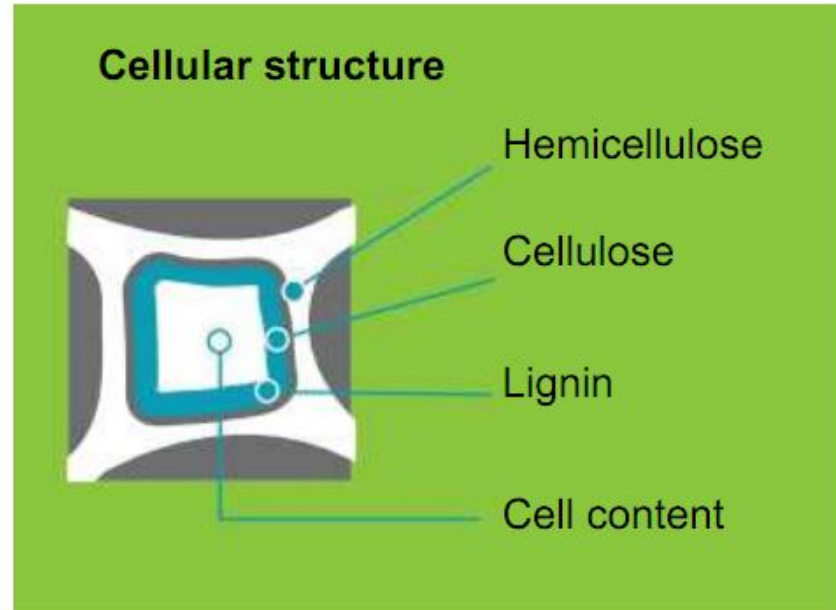 Cellular structure
Hemicellulose
Cellulose
Lignin
Cell content